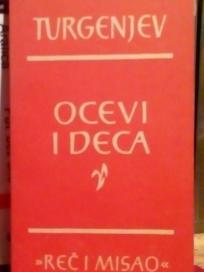 TURGENJEV
OCEVI
I DECA
»REČ I MISAO«